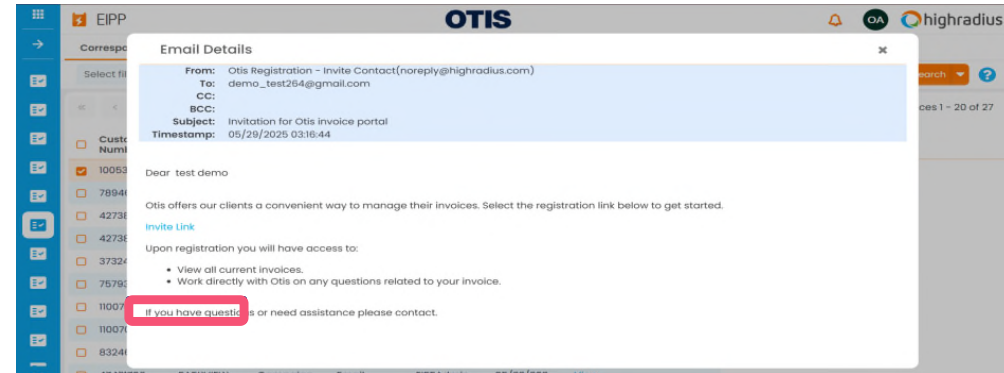 EIPP
OTIS
OA
highradius
Correspo
Email Details
Select fil
From: Otis Registration - Invite Contact(noreply@highradius.com)
earch
To: demo_test264@gmail.com
CC:
BCC:
ces 1 - 20 of 27
Subject: Invitation for Otis invoice portal
Timestamp: 05/29/2025 03:16:44
Custo
Numb
10053
Dear test demo
78946
Otis offers our clients a convenient way to manage their invoices. Select the registration link below to get started.
42738
Invite Link
42738
Upon registration you will have access to:
37324
• View all current invoices.
75793
• Work directly with Otis on any questions related to your invoice.
11007
If you have questions or need assistance please contact.
11007
83246